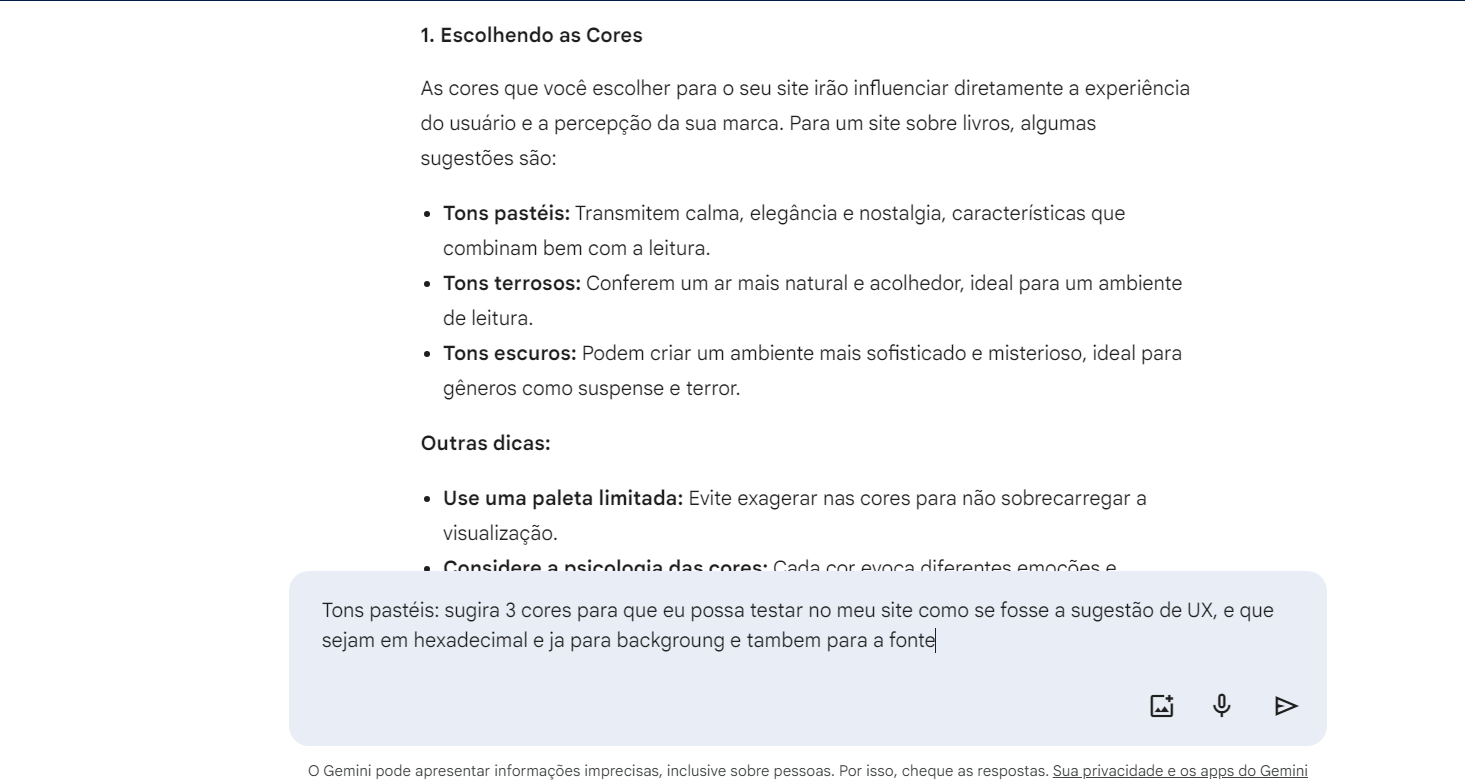 1. Escolhendo as Cores
As cores que você escolher para o seu site irão influenciar diretamente a experiência
do usuário e a percepção da sua marca. Para um site sobre livros, algumas
sugestões são:
• Tons pastéis: Transmitem calma, elegância e nostalgia, características que
combinam bem com a leitura.
• Tons terrosos: Conferem um ar mais natural e acolhedor, ideal para um ambiente
de leitura.
• Tons escuros: Podem criar um ambiente mais sofisticado e misterioso, ideal para
gêneros como suspense e terror.
Outras dicas:
• Use uma paleta limitada: Evite exagerar nas cores para não sobrecarregar a
visualização.
• Considere a psicologia das cores: Cada cor evoca diferentes emoções e
Tons pastéis: sugira 3 cores para que eu possa testar no meu site como se fosse a sugestão de UX, e que
sejam em hexadecimal e ja para backgroung e tambem para a fonte
O Gemini pode apresentar informações imprecisas, inclusive sobre pessoas. Por isso, cheque as respostas. Sua privacidade e os apps do Gemini